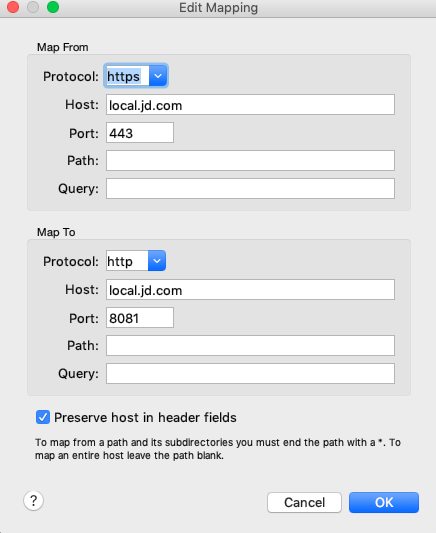 Edit Mapping
Map From
Protocol: https
Host: local.jd.com
Port: 443
Path:
Query:
Map To
Protocol: http
Host: local.jd.com
Port: 8081
Path:
Query:
Preserve host in header fields
To map from a path and its subdirectories you must end the path with a *. To
map an entire host leave the path blank.
? Cancel OK